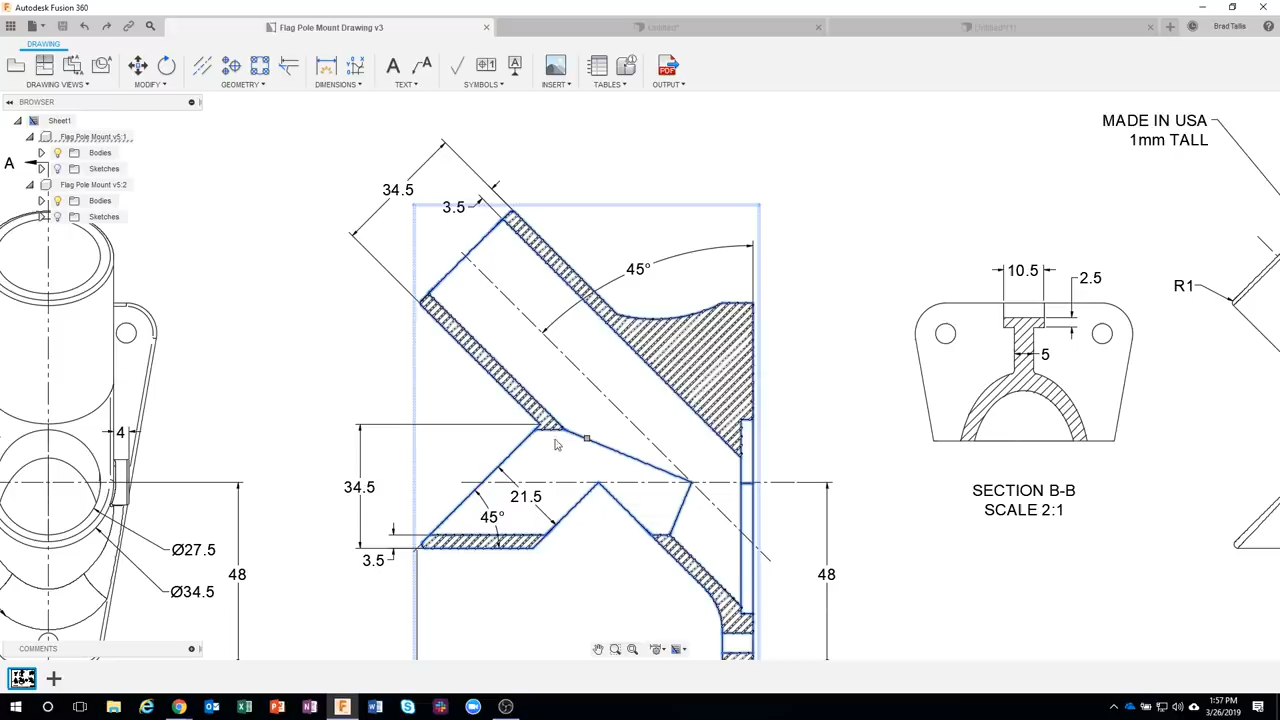 Autodesk Fusion 360
Flag Pole Mount Drawing v3
Untitled*
Untitled*(1)
Brad Tallis
DRAWING
DRAWING VIEWS
MODIFY
GEOMETRY
DIMENSIONS
TEXT
SYMBOLS
INSERT
TABLES
OUTPUT
PDF
BROWSER
Sheet1
Flag Pole Mount v5:1
Bodies
Sketches
Flag Pole Mount v5:2
Bodies
Sketches
A
4
Ø27.5
Ø34.5
48
34.5
3.5
45°
34.5
21.5
45°
3.5
48
MADE IN USA
1mm TALL
10.5
2.5
5
R1
SECTION B-B
SCALE 2:1
COMMENTS
1:57 PM
3/26/2019